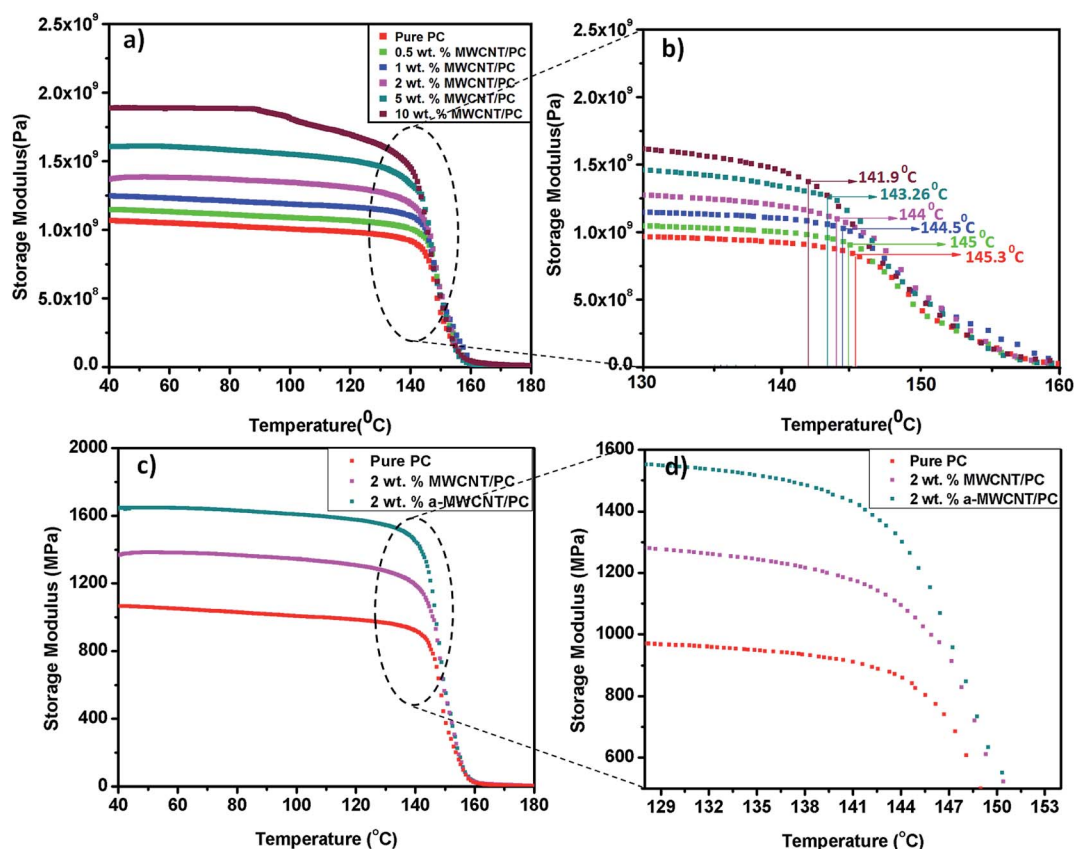 a)
Storage Modulus(Pa)
2.5x10⁹
2.0x10⁹
1.5x10⁹
1.0x10⁹
5.0x10⁸
0.0
Pure PC
0.5 wt. % MWCNT/PC
1 wt. % MWCNT/PC
2 wt. % MWCNT/PC
5 wt. % MWCNT/PC
10 wt.% MWCNT/PC
40 60 80 100 120 140 160 180
Temperature(⁰C)
b)
Storage Modulus(Pa)
2.5x10⁹
2.0x10⁹
1.5x10⁹
1.0x10⁹
5.0x10⁸
0.0
141.9⁰C
143.26⁰C
144⁰C
144.5⁰C
145⁰C
145.3⁰C
130 140 150 160
Temperature(⁰C)
c)
Storage Modulus (MPa)
2000
1600
1200
800
400
0
Pure PC
2 wt. % MWCNT/PC
2 wt. % a-MWCNT/PC
40 60 80 100 120 140 160 180
Temperature (°C)
d)
Storage Modulus (MPa)
1600
1400
1200
1000
800
600
Pure PC
2 wt. % MWCNT/PC
2 wt. % a-MWCNT/PC
129 132 135 138 141 144 147 150 153
Temperature (°C)